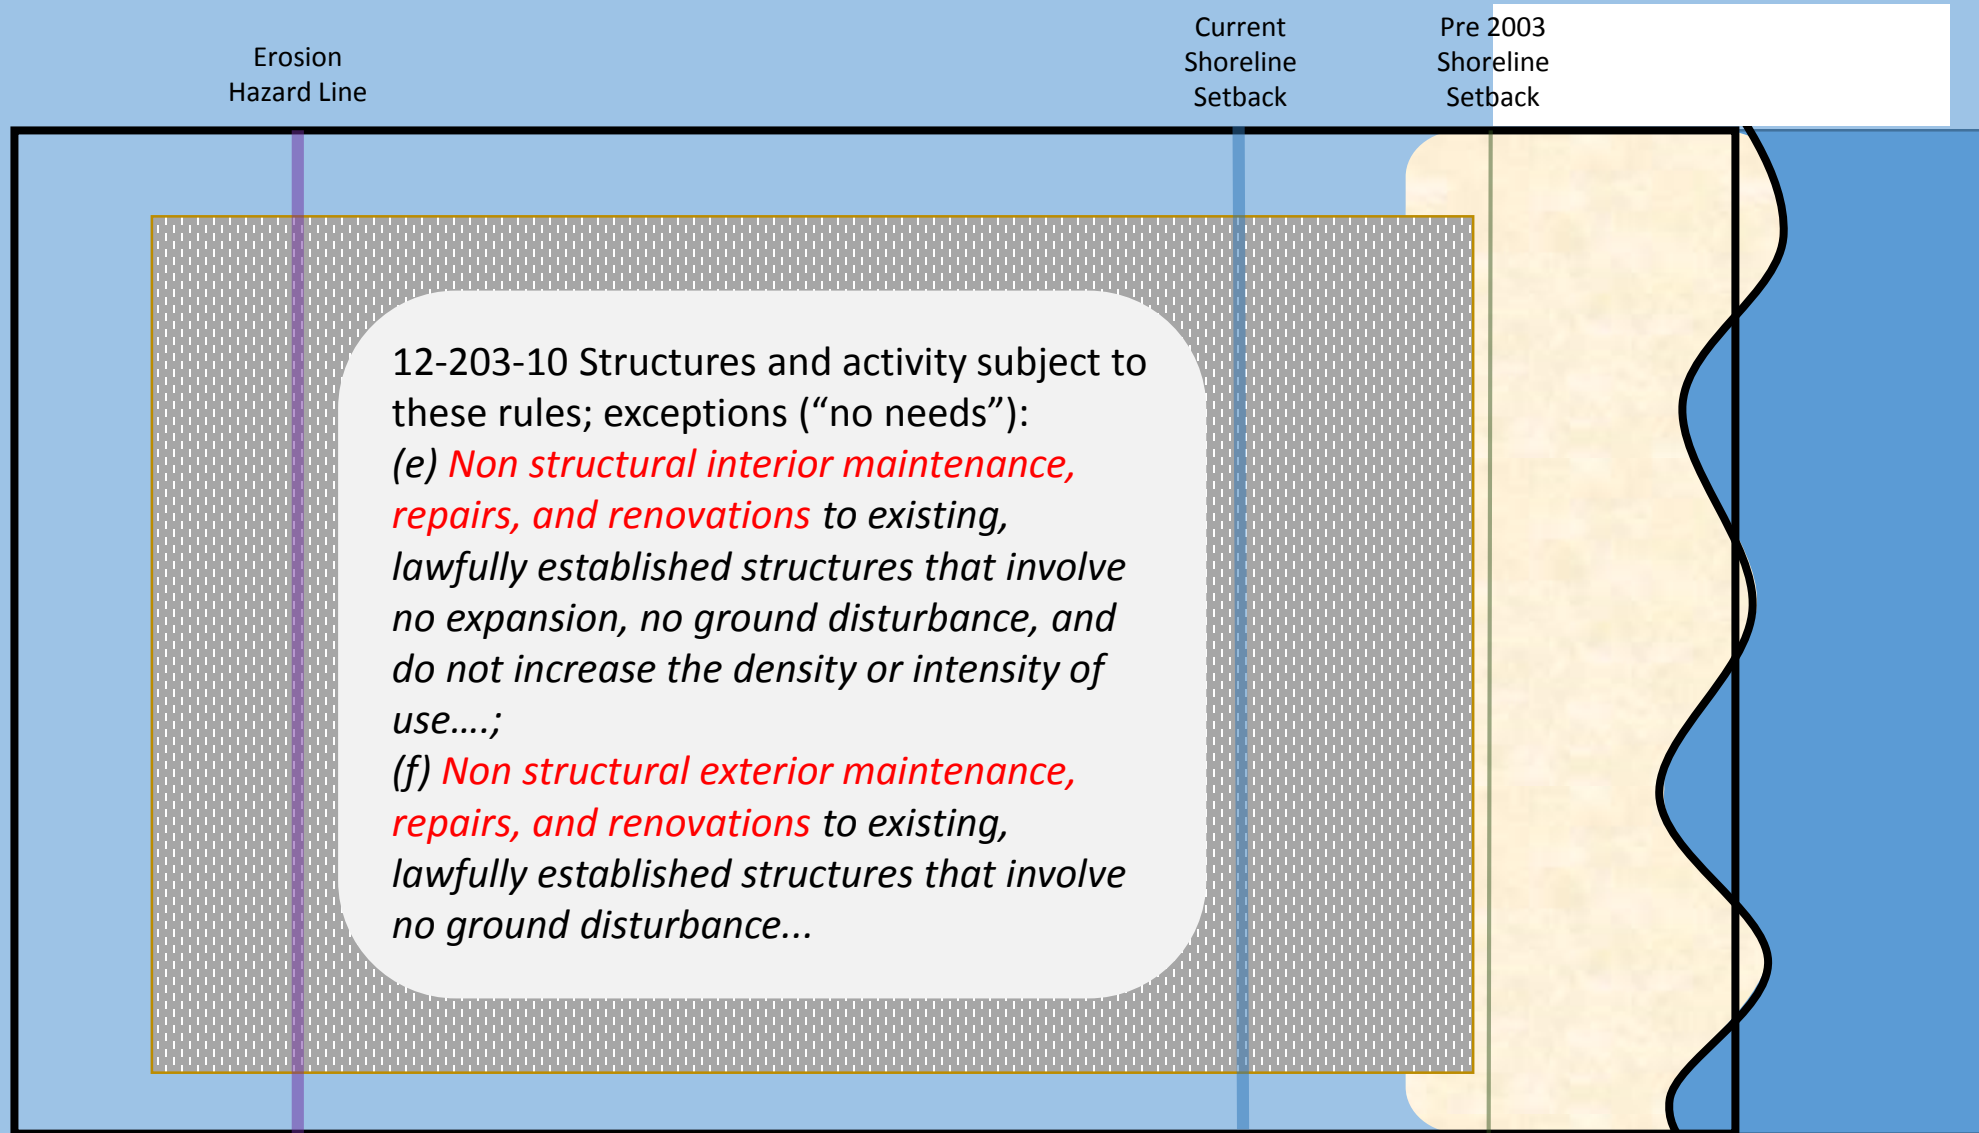 Erosion
Hazard Line
Current
Shoreline
Setback
Pre 2003
Shoreline
Setback
12-203-10 Structures and activity subject to
these rules; exceptions (“no needs”):
(e) Non structural interior maintenance,
repairs, and renovations to existing,
lawfully established structures that involve
no expansion, no ground disturbance, and
do not increase the density or intensity of
use....;
(f) Non structural exterior maintenance,
repairs, and renovations to existing,
lawfully established structures that involve
no ground disturbance...